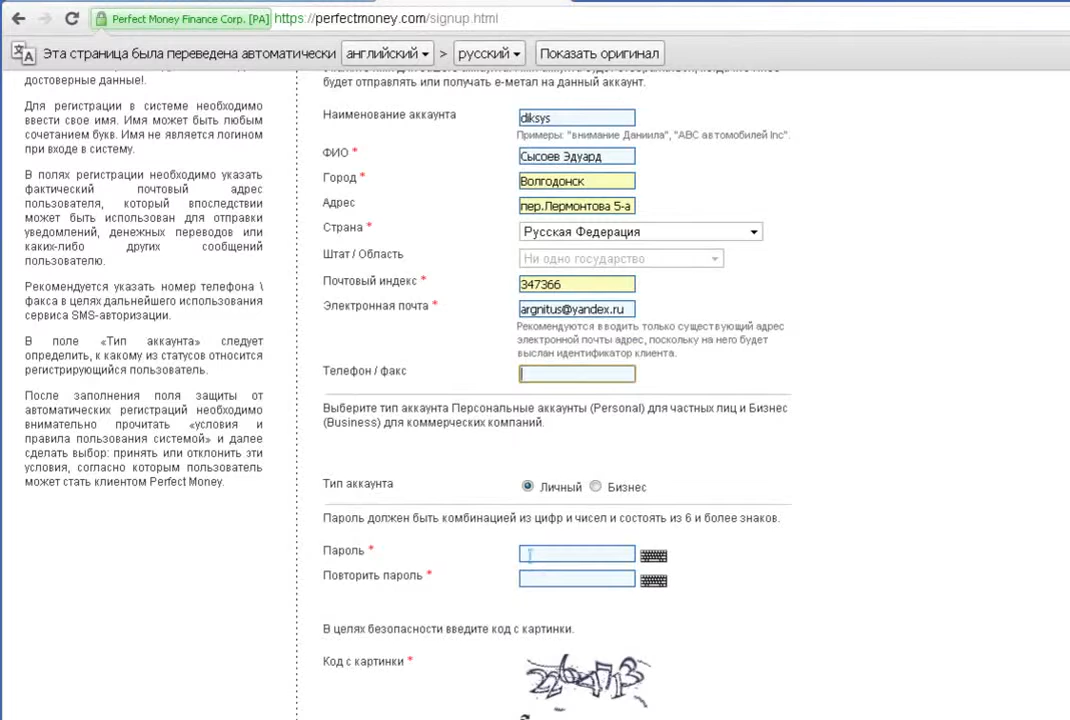 Perfect Money Finance Corp. [PA] https://perfectmoney.com/signup.html
Эта страница была переведена автоматически английский > русский Показать оригинал
достоверные данные!.
Для регистрации в системе необходимо
ввести свое имя. Имя может быть любым
сочетанием букв. Имя не является логином
при входе в систему.
В полях регистрации необходимо указать
фактический почтовый адрес
пользователя, который впоследствии
может быть использован для отправки
уведомлений, денежных переводов или
каких-либо других сообщений
пользователю.
Рекомендуется указать номер телефона \
факса в целях дальнейшего использования
сервиса SMS-авторизации.
В поле «Тип аккаунта» следует
определить, к какому из статусов относится
регистрирующийся пользователь.
После заполнения поля защиты от
автоматических регистраций необходимо
внимательно прочитать «условия и
правила пользования системой» и далее
сделать выбор: принять или отклонить эти
условия, согласно которым пользователь
может стать клиентом Perfect Money.
будет отправлять или получать е-метал на данный аккаунт.
Наименование аккаунта diksys
Примеры: "внимание Даниила", "ABC автомобилей Inc".
ФИО * Сысоев Эдуард
Город * Волгодонск
Адрес пер.Лермонтова 5-а
Страна * Русская Федерация
Штат / Область Ни одно государство
Почтовый индекс * 347366
Электронная почта * argnitus@yandex.ru
Рекомендуются вводить только существующий адрес
электронной почты адрес, поскольку на него будет
выслан идентификатор клиента.
Телефон / факс
Выберите тип аккаунта Персональные аккаунты (Personal) для частных лиц и Бизнес
(Business) для коммерческих компаний.
Тип аккаунта Личный Бизнес
Пароль должен быть комбинацией из цифр и чисел и состоять из 6 и более знаков.
Пароль *
Повторить пароль *
В целях безопасности введите код с картинки.
Код с картинки *